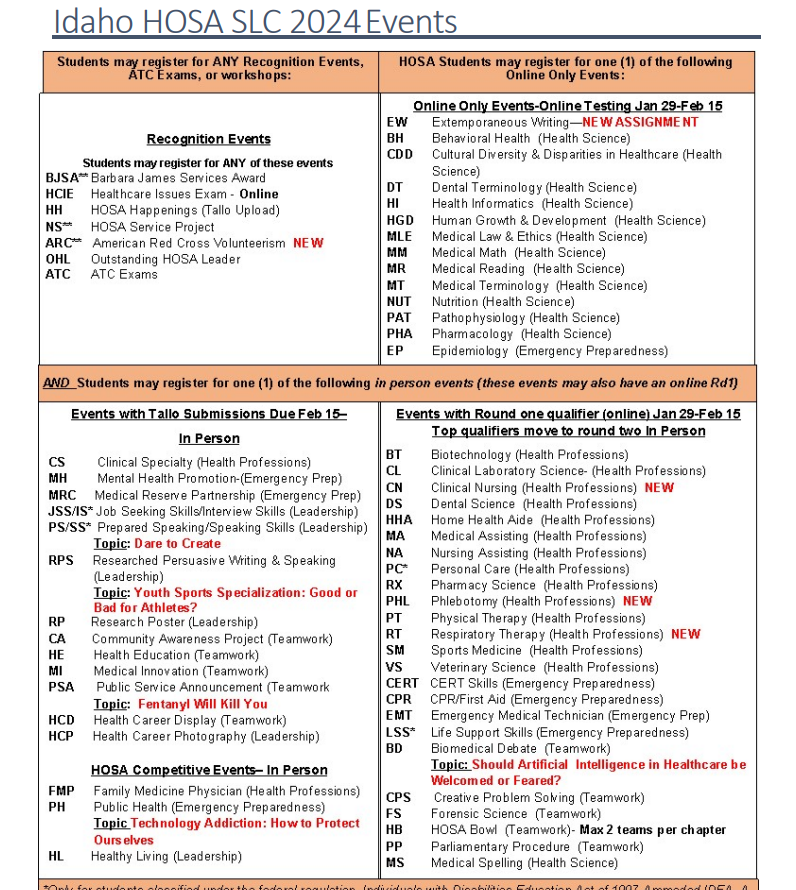 Idaho HOSA SLC 2024 Events
Students may register for ANY Recognition Events,
ATC Exams, or workshops:
HOSA Students may register for one (1) of the following
Online Only Events:
Recognition Events
Students may register for ANY of these events
BJSA** Barbara James Services Award
HCIE Healthcare Issues Exam - Online
HH HOSA Happenings (Tallo Upload)
NS** HOSA Service Project
ARC** American Red Cross Volunteerism NEW
OHL Outstanding HOSA Leader
ATC ATC Exams
Online Only Events-Online Testing Jan 29-Feb 15
EW Extemporaneous Writing—NEW ASSIGNMENT
BH Behavioral Health (Health Science)
CDD Cultural Diversity & Disparities in Healthcare (Health
Science)
DT Dental Terminology (Health Science)
HI Health Informatics (Health Science)
HGD Human Growth & Development (Health Science)
MLE Medical Law & Ethics (Health Science)
MM Medical Math (Health Science)
MR Medical Reading (Health Science)
MT Medical Terminology (Health Science)
NUT Nutrition (Health Science)
PAT Pathophysiology (Health Science)
PHA Pharmacology (Health Science)
EP Epidemiology (Emergency Preparedness)
AND Students may register for one (1) of the following in person events (these events may also have an online Rd1)
Events with Tallo Submissions Due Feb 15–
In Person
CS Clinical Specialty (Health Professions)
MH Mental Health Promotion-(Emergency Prep)
MRC Medical Reserve Partnership (Emergency Prep)
JSS/IS* Job Seeking Skills/Interview Skills (Leadership)
PS/SS* Prepared Speaking/Speaking Skills (Leadership)
Topic: Dare to Create
RPS Researched Persuasive Writing & Speaking
(Leadership)
Topic: Youth Sports Specialization: Good or
Bad for Athletes?
RP Research Poster (Leadership)
CA Community Awareness Project (Teamwork)
HE Health Education (Teamwork)
MI Medical Innovation (Teamwork)
PSA Public Service Announcement (Teamwork
Topic: Fentanyl Will Kill You
HCD Health Career Display (Teamwork)
HCP Health Career Photography (Leadership)
HOSA Competitive Events– In Person
FMP Family Medicine Physician (Health Professions)
PH Public Health (Emergency Preparedness)
Topic Technology Addiction: How to Protect
Ourselves
HL Healthy Living (Leadership)
Events with Round one qualifier (online) Jan 29-Feb 15
Top qualifiers move to round two In Person
BT Biotechnology (Health Professions)
CL Clinical Laboratory Science- (Health Professions)
CN Clinical Nursing (Health Professions) NEW
DS Dental Science (Health Professions)
HHA Home Health Aide (Health Professions)
MA Medical Assisting (Health Professions)
NA Nursing Assisting (Health Professions)
PC* Personal Care (Health Professions)
RX Pharmacy Science (Health Professions)
PHL Phlebotomy (Health Professions) NEW
PT Physical Therapy (Health Professions)
RT Respiratory Therapy (Health Professions) NEW
SM Sports Medicine (Health Professions)
VS Veterinary Science (Health Professions)
CERT CERT Skills (Emergency Preparedness)
CPR CPR/First Aid (Emergency Preparedness)
EMT Emergency Medical Technician (Emergency Prep)
LSS* Life Support Skills (Emergency Preparedness)
BD Biomedical Debate (Teamwork)
Topic: Should Artificial Intelligence in Healthcare be
Welcomed or Feared?
CPS Creative Problem Solving (Teamwork)
FS Forensic Science (Teamwork)
HB HOSA Bowl (Teamwork)- Max 2 teams per chapter
PP Parliamentary Procedure (Teamwork)
MS Medical Spelling (Health Science)
*Only for students classified under the federal regulation, Individuals with Disabilities Education Act of 1997